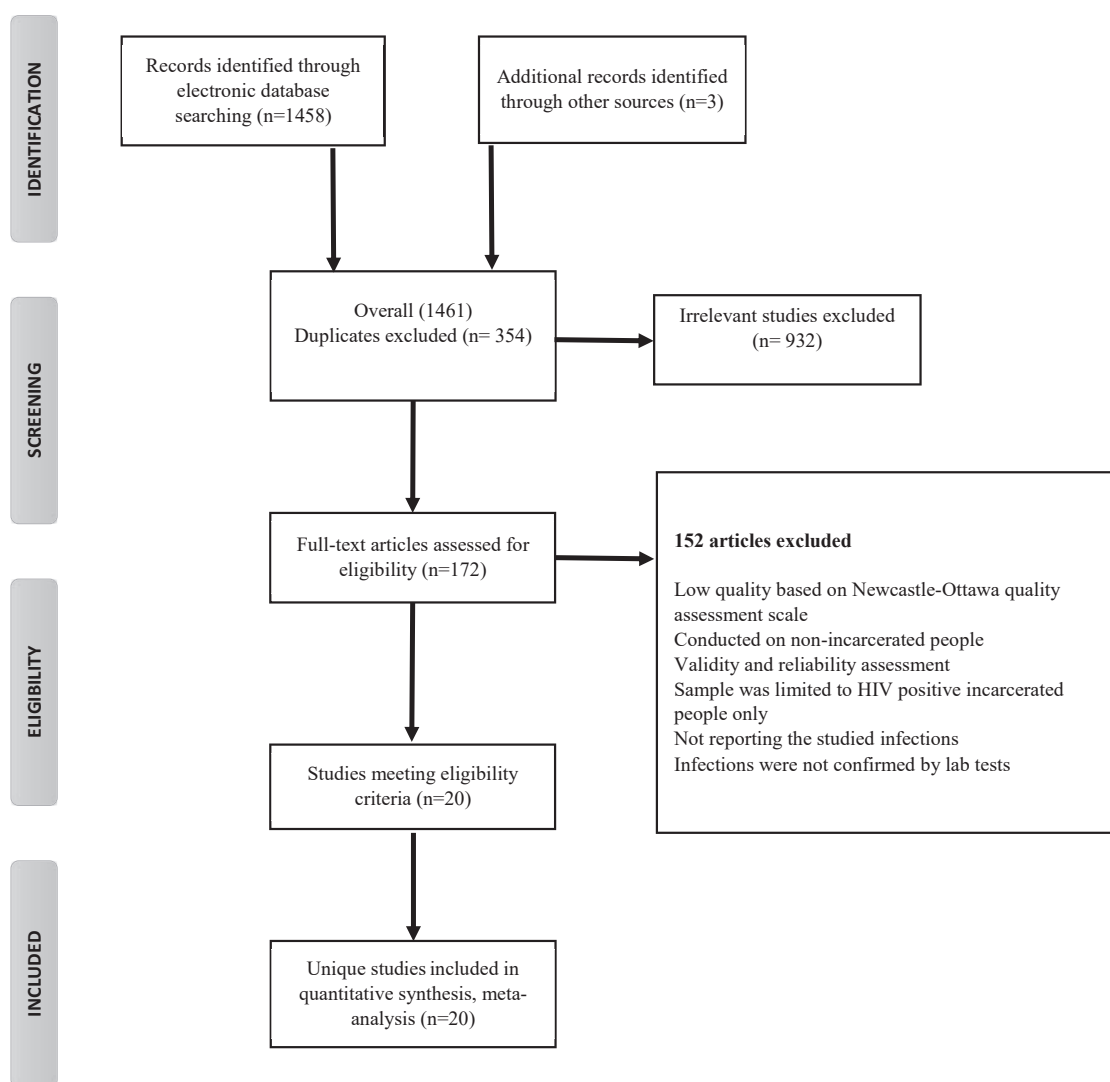 IDENTIFICATION
Records identified through
electronic database
searching (n=1458)
Additional records identified
through other sources (n=3)
SCREENING
Overall (1461)
Duplicates excluded (n= 354)
Irrelevant studies excluded
(n= 932)
ELIGIBILITY
Full-text articles assessed for
eligibility (n=172)
152 articles excluded
Low quality based on Newcastle-Ottawa quality
assessment scale
Conducted on non-incarcerated people
Validity and reliability assessment
Sample was limited to HIV positive incarcerated
people only
Not reporting the studied infections
Infections were not confirmed by lab tests
Studies meeting eligibility
criteria (n=20)
INCLUDED
Unique studies included in
quantitative synthesis, meta-
analysis (n=20)